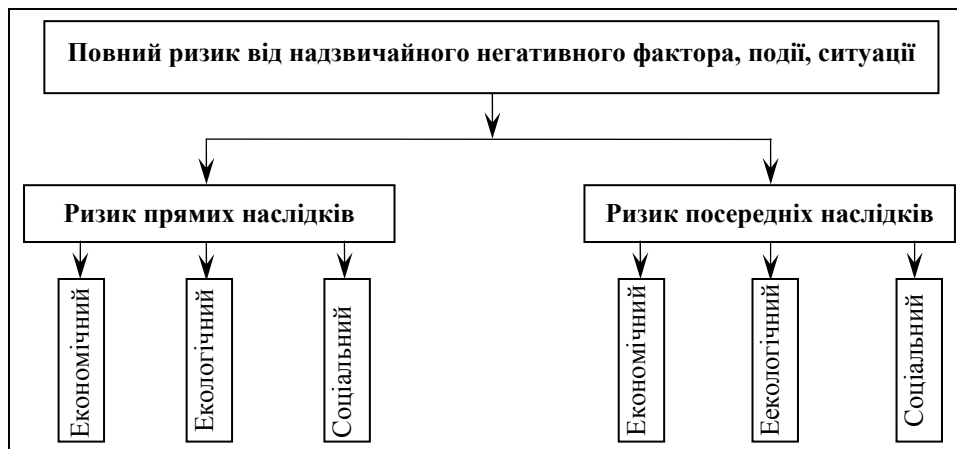 Повний ризик від надзвичайного негативного фактора, події, ситуації
Ризик прямих наслідків
Ризик посередніх наслідків
Економічний
Екологічний
Соціальний
Економічний
Еекологічний
Соціальний